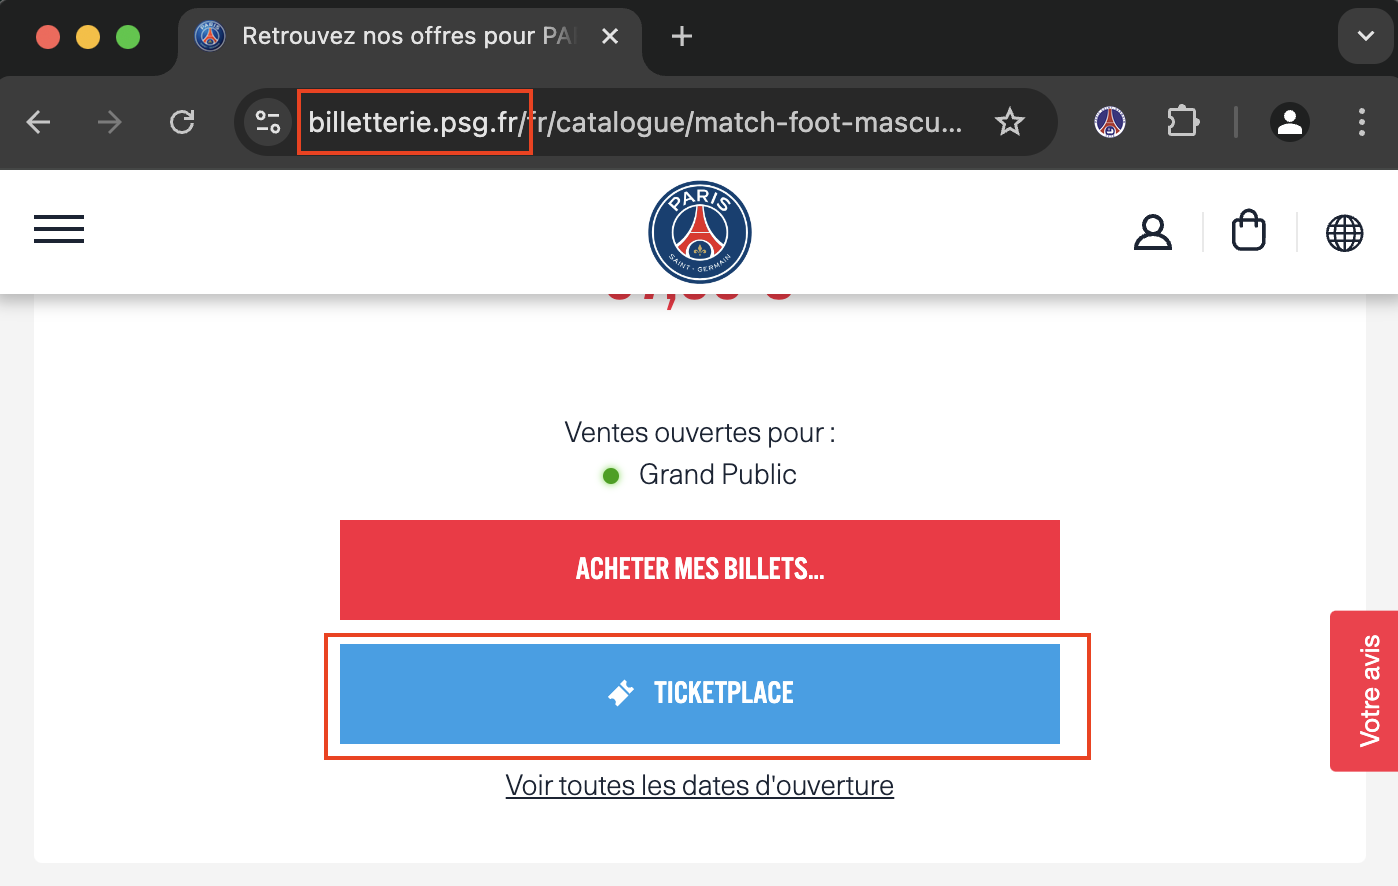 Retrouvez nos offres pour PA
billetterie.psg.fr/fr/catalogue/match-foot-mascu...
PARIS
SAINT-GERMAIN
Ventes ouvertes pour :
Grand Public
ACHETER MES BILLETS...
TICKETPLACE
Voir toutes les dates d'ouverture
Votre avis